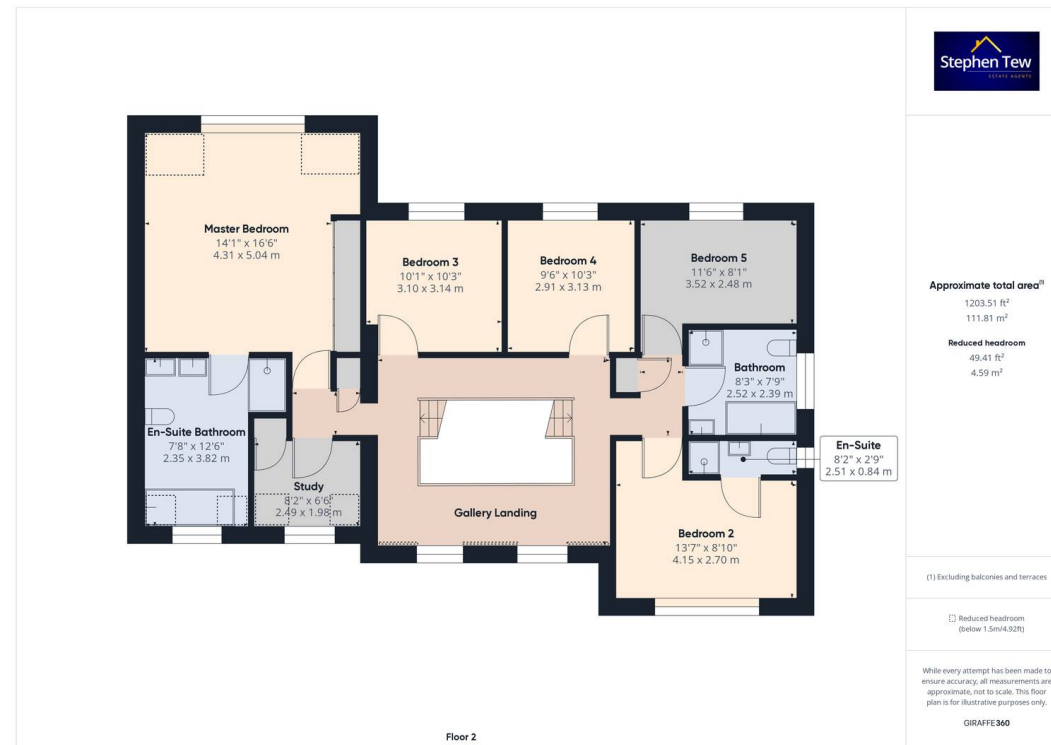 Stephen Tew
ESTATE AGENTS
Master Bedroom
14'1" x 16'6"
4.31 x 5.04 m
Bedroom 3
10'1" x 10'3"
3.10 x 3.14 m
Bedroom 4
9'6" x 10'3"
2.91 x 3.13 m
Bedroom 5
11'6" x 8'1"
3.52 x 2.48 m
Bathroom
8'3" x 7'9"
2.52 x 2.39 m
En-Suite Bathroom
7'8" x 12'6"
2.35 x 3.82 m
En-Suite
8'2" x 2'9"
2.51 x 0.84 m
Study
8'2" x 6'6"
2.49 x 1.98 m
Gallery Landing
Bedroom 2
13'7" x 8'10"
4.15 x 2.70 m
Floor 2
Approximate total area(1)
1203.51 ft²
111.81 m²
Reduced headroom
49.41 ft²
4.59 m²
(1) Excluding balconies and terraces
Reduced headroom
(below 1.5m/4.92ft)
While every attempt has been made to
ensure accuracy, all measurements are
approximate, not to scale. This floor
plan is for illustrative purposes only.
GIRAFFE360